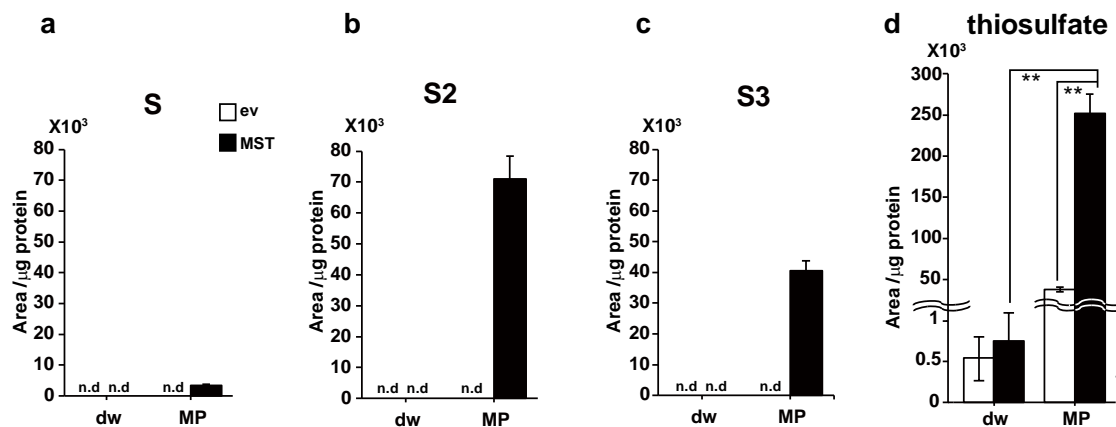 a
S
X10³
ev
MST
80
70
60
50
40
30
20
10
0
Area /μg protein
n.d n.d n.d
dw MP
b
S2
X10³
80
70
60
50
40
30
20
10
0
Area /μg protein
n.d n.d n.d
dw MP
c
S3
X10³
80
70
60
50
40
30
20
10
0
Area /μg protein
n.d n.d n.d
dw MP
d thiosulfate
X10³
300
250
200
150
100
50
1
0.5
0
Area /μg protein
**
**
dw MP